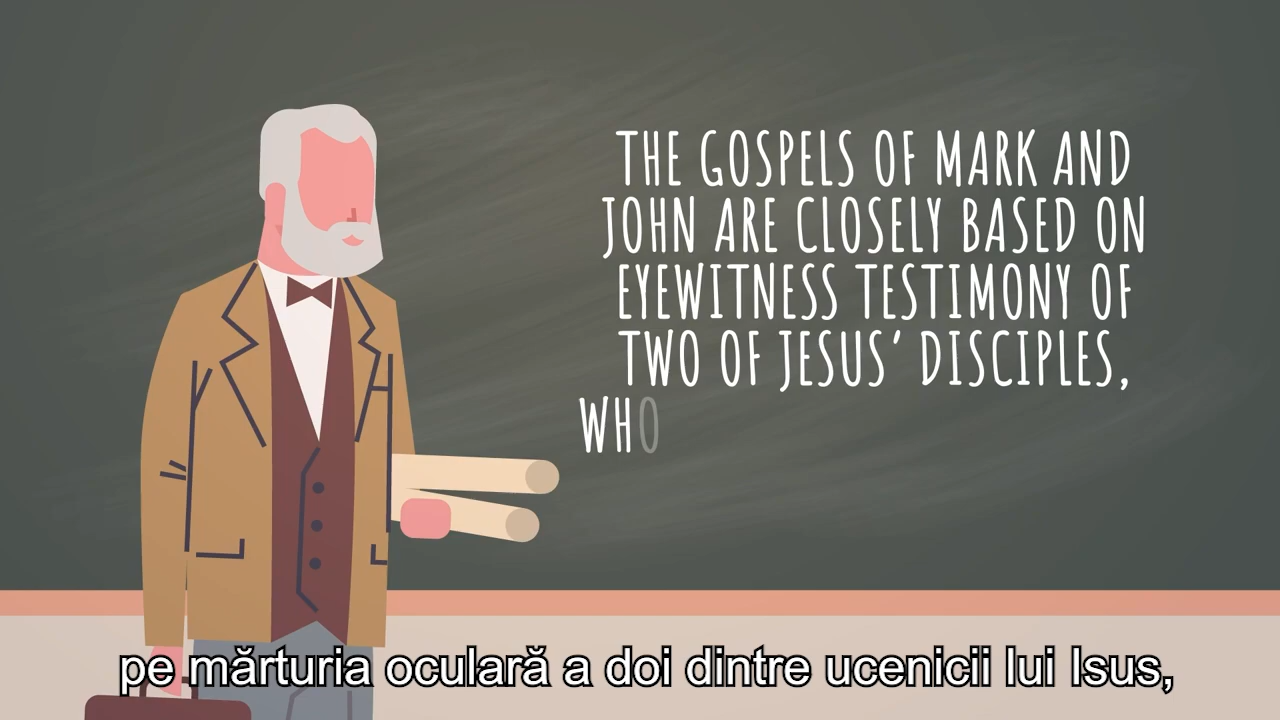 THE GOSPELS OF MARK AND
JOHN ARE CLOSELY BASED ON
EYEWITNESS TESTIMONY OF
TWO OF JESUS’ DISCIPLES,
WHO
pe mărturia oculară a doi dintre ucenicii lui Isus,